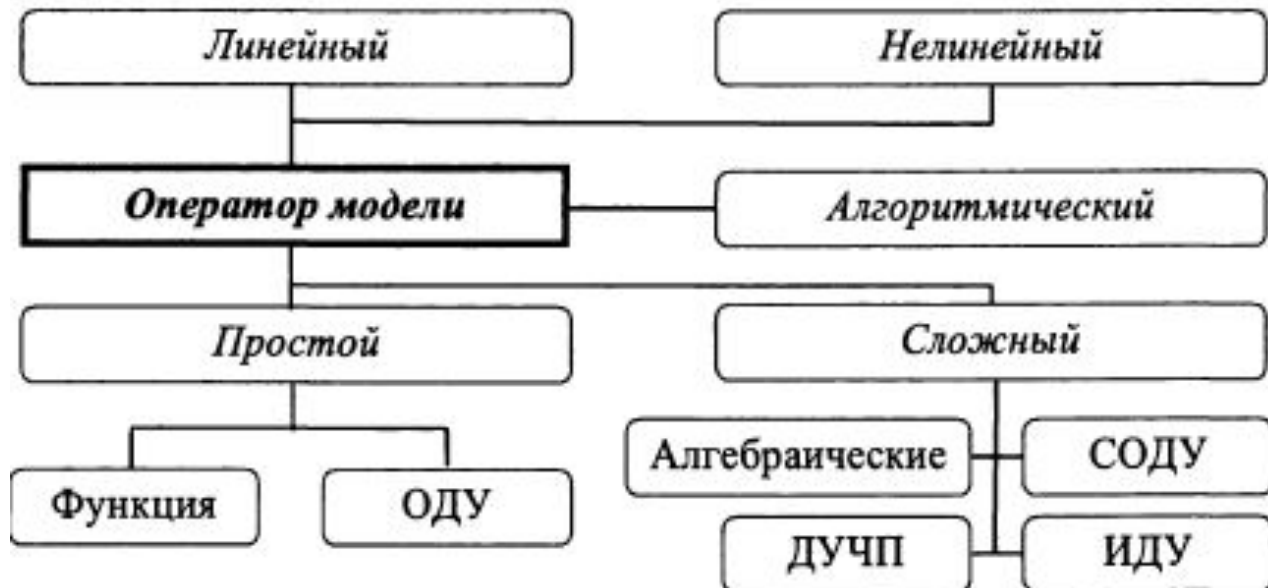 Линейный
Нелинейный
Оператор модели
Алгоритмический
Простой
Сложный
Алгебраические
СОДУ
Функция
ОДУ
ДУЧП
ИДУ